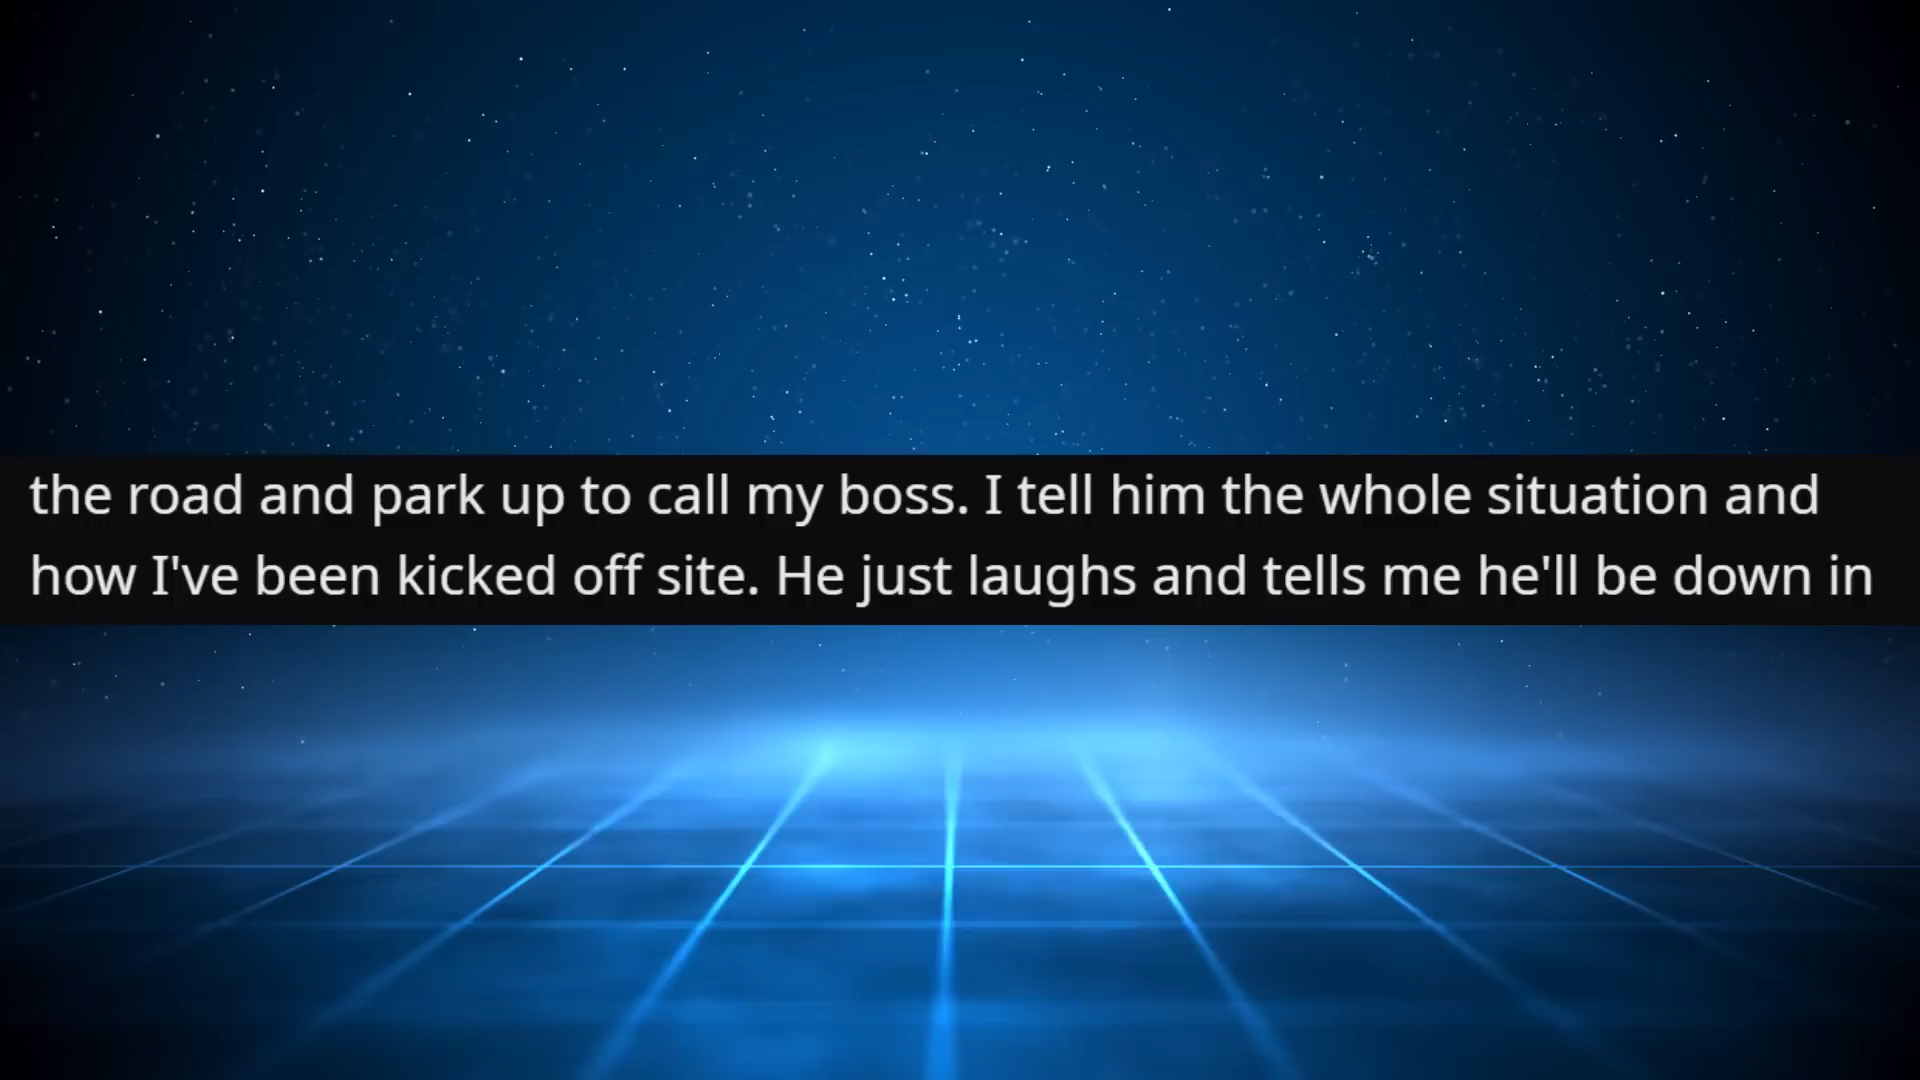 the road and park up to call my boss. I tell him the whole situation and
how I've been kicked off site. He just laughs and tells me he'll be down in